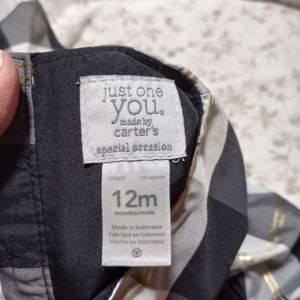 just one
you.
made by
carter's
special occasion
12m
months/mois
Made in Indonesia
Fabriqué en Indonésie
Hecho en Indonesia